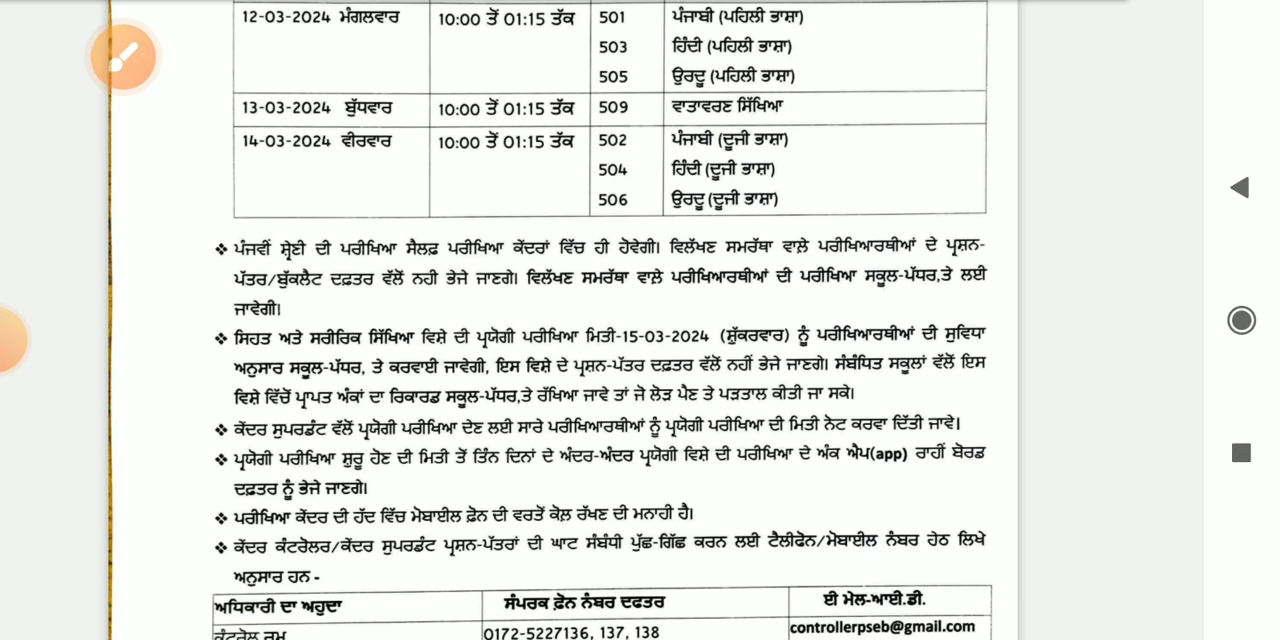 12-03-2024 ਮੰਗਲਵਾਰ 10:00 ਤੋਂ 01:15 ਤੱਕ 501 ਪੰਜਾਬੀ (ਪਹਿਲੀ ਭਾਸ਼ਾ)
503 ਹਿੰਦੀ (ਪਹਿਲੀ ਭਾਸ਼ਾ)
505 ਉਰਦੂ (ਪਹਿਲੀ ਭਾਸ਼ਾ)
13-03-2024 ਬੁੱਧਵਾਰ 10:00 ਤੋਂ 01:15 ਤੱਕ 509 ਵਾਤਾਵਰਣ ਸਿੱਖਿਆ
14-03-2024 ਵੀਰਵਾਰ 10:00 ਤੋਂ 01:15 ਤੱਕ 502 ਪੰਜਾਬੀ (ਦੂਜੀ ਭਾਸ਼ਾ)
504 ਹਿੰਦੀ (ਦੂਜੀ ਭਾਸ਼ਾ)
506 ਉਰਦੂ (ਦੂਜੀ ਭਾਸ਼ਾ)
❖ ਪੰਜਵੀਂ ਸ਼੍ਰੇਣੀ ਦੀ ਪਰੀਖਿਆ ਸੈਲਫ਼ ਪਰੀਖਿਆ ਕੇਂਦਰਾਂ ਵਿੱਚ ਹੀ ਹੋਵੇਗੀ। ਵਿਲੱਖਣ ਸਮਰੱਥਾ ਵਾਲ਼ੇ ਪਰੀਖਿਆਰਥੀਆਂ ਦੇ ਪ੍ਰਸ਼ਨ-
ਪੱਤਰ/ਬੁੱਕਲੈਟ ਦਫ਼ਤਰ ਵੱਲੋਂ ਨਹੀ ਭੇਜੇ ਜਾਣਗੇ। ਵਿਲੱਖਣ ਸਮਰੱਥਾ ਵਾਲ਼ੇ ਪਰੀਖਿਆਰਥੀਆਂ ਦੀ ਪਰੀਖਿਆ ਸਕੂਲ-ਪੱਧਰ,ਤੇ ਲਈ
ਜਾਵੇਗੀ।
❖ ਸਿਹਤ ਅਤੇ ਸਰੀਰਿਕ ਸਿੱਖਿਆ ਵਿਸ਼ੇ ਦੀ ਪ੍ਰਯੋਗੀ ਪਰੀਖਿਆ ਮਿਤੀ-15-03-2024 (ਸ਼ੁੱਕਰਵਾਰ) ਨੂੰ ਪਰੀਖਿਆਰਥੀਆਂ ਦੀ ਸੁਵਿਧਾ
ਅਨੁਸਾਰ ਸਕੂਲ-ਪੱਧਰ, ਤੇ ਕਰਵਾਈ ਜਾਵੇਗੀ, ਇਸ ਵਿਸ਼ੇ ਦੇ ਪ੍ਰਸ਼ਨ-ਪੱਤਰ ਦਫ਼ਤਰ ਵੱਲੋਂ ਨਹੀਂ ਭੇਜੇ ਜਾਣਗੇ। ਸੰਬੰਧਿਤ ਸਕੂਲਾਂ ਵੱਲੋਂ ਇਸ
ਵਿਸ਼ੇ ਵਿੱਚੋਂ ਪ੍ਰਾਪਤ ਅੰਕਾਂ ਦਾ ਰਿਕਾਰਡ ਸਕੂਲ-ਪੱਧਰ,ਤੇ ਰੱਖਿਆ ਜਾਵੇ ਤਾਂ ਜੋ ਲੋੜ ਪੈਣ ਤੇ ਪੜਤਾਲ ਕੀਤੀ ਜਾ ਸਕੇ।
❖ ਕੇਂਦਰ ਸੁਪਰਡੰਟ ਵੱਲੋਂ ਪ੍ਰਯੋਗੀ ਪਰੀਖਿਆ ਦੇਣ ਲਈ ਸਾਰੇ ਪਰੀਖਿਆਰਥੀਆਂ ਨੂੰ ਪ੍ਰਯੋਗੀ ਪਰੀਖਿਆ ਦੀ ਮਿਤੀ ਨੋਟ ਕਰਵਾ ਦਿੱਤੀ ਜਾਵੇ।
❖ ਪ੍ਰਯੋਗੀ ਪਰੀਖਿਆ ਸ਼ੁਰੂ ਹੋਣ ਦੀ ਮਿਤੀ ਤੋਂ ਤਿੰਨ ਦਿਨਾਂ ਦੇ ਅੰਦਰ-ਅੰਦਰ ਪ੍ਰਯੋਗੀ ਵਿਸ਼ੇ ਦੀ ਪਰੀਖਿਆ ਦੇ ਅੰਕ ਐਪ(app) ਰਾਹੀਂ ਬੋਰਡ
ਦਫ਼ਤਰ ਨੂੰ ਭੇਜੇ ਜਾਣਗੇ।
❖ ਪਰੀਖਿਆ ਕੇਂਦਰ ਦੀ ਹੱਦ ਵਿੱਚ ਮੋਬਾਈਲ ਫ਼ੋਨ ਦੀ ਵਰਤੋਂ ਕੋਲ਼ ਰੱਖਣ ਦੀ ਮਨਾਹੀ ਹੈ।
❖ ਕੇਂਦਰ ਕੰਟਰੋਲਰ/ਕੇਂਦਰ ਸੁਪਰਡੰਟ ਪ੍ਰਸ਼ਨ-ਪੱਤਰਾਂ ਦੀ ਘਾਟ ਸੰਬੰਧੀ ਪੁੱਛ-ਗਿੱਛ ਕਰਨ ਲਈ ਟੈਲੀਫੋਨ/ਮੋਬਾਈਲ ਨੰਬਰ ਹੇਠ ਲਿਖੇ
ਅਨੁਸਾਰ ਹਨ -
ਅਧਿਕਾਰੀ ਦਾ ਅਹੁਦਾ ਸੰਪਰਕ ਫ਼ੋਨ ਨੰਬਰ ਦਫਤਰ ਈ ਮੇਲ-ਆਈ.ਡੀ.
ਕੰਟਰੋਲ ਰੂਮ 0172-5227136, 137, 138 controllerpseb@gmail.com